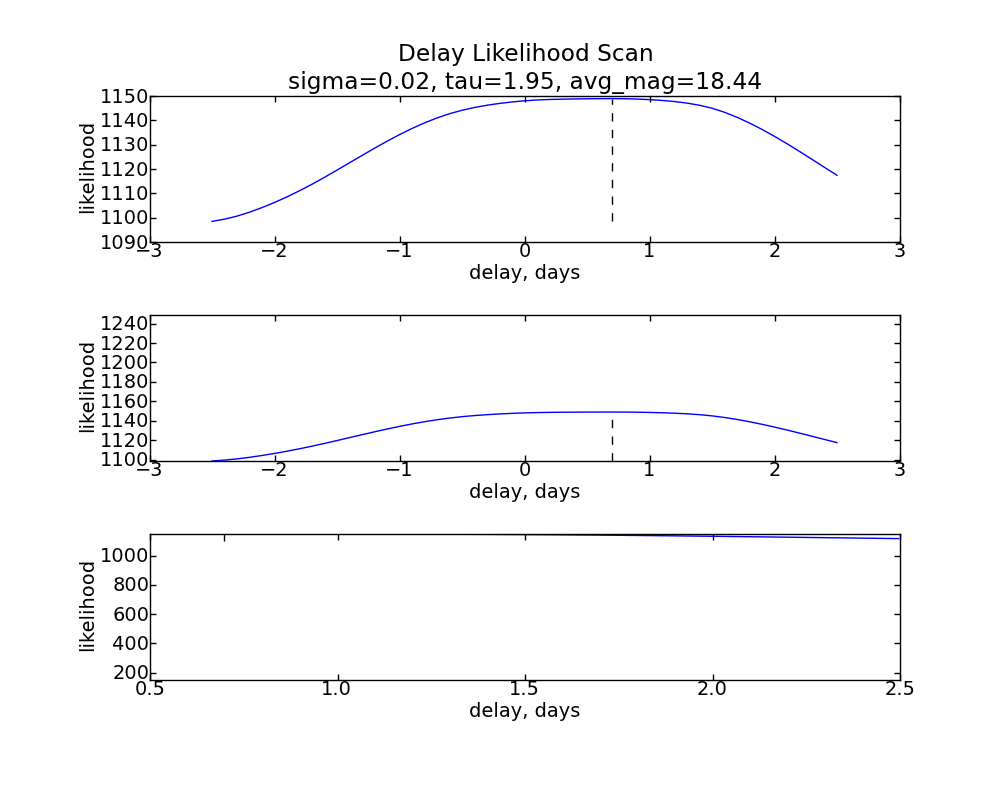 Delay Likelihood Scan
sigma=0.02, tau=1.95, avg_mag=18.44
1150
1140
1130
1120
1110
1100
1090
likelihood
−3 −2 −1 0 1 2 3
delay, days
1240
1220
1200
1180
1160
1140
1120
1100
likelihood
−3 −2 −1 0 1 2 3
delay, days
1000
800
600
400
200
likelihood
0.5 1.0 1.5 2.0 2.5
delay, days